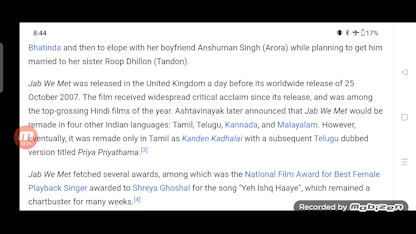 8:44
17%
Bhatinda and then to elope with her boyfriend Anshuman Singh (Arora) while planning to get him
married to her sister Roop Dhillon (Tandon).
Jab We Met was released in the United Kingdom a day before its worldwide release of 25
October 2007. The film received widespread critical acclaim since its release, and was among
the top-grossing Hindi films of the year. Ashtavinayak later announced that Jab We Met would be
remade in four other Indian languages: Tamil, Telugu, Kannada, and Malayalam. However,
eventually, it was remade only in Tamil as Kanden Kadhalai with a subsequent Telugu dubbed
version titled Priya Priyathama.[3]
Jab We Met fetched several awards, among which was the National Film Award for Best Female
Playback Singer awarded to Shreya Ghoshal for the song "Yeh Ishq Haaye", which remained a
chartbuster for many weeks.[4]
Recorded by Mobizen